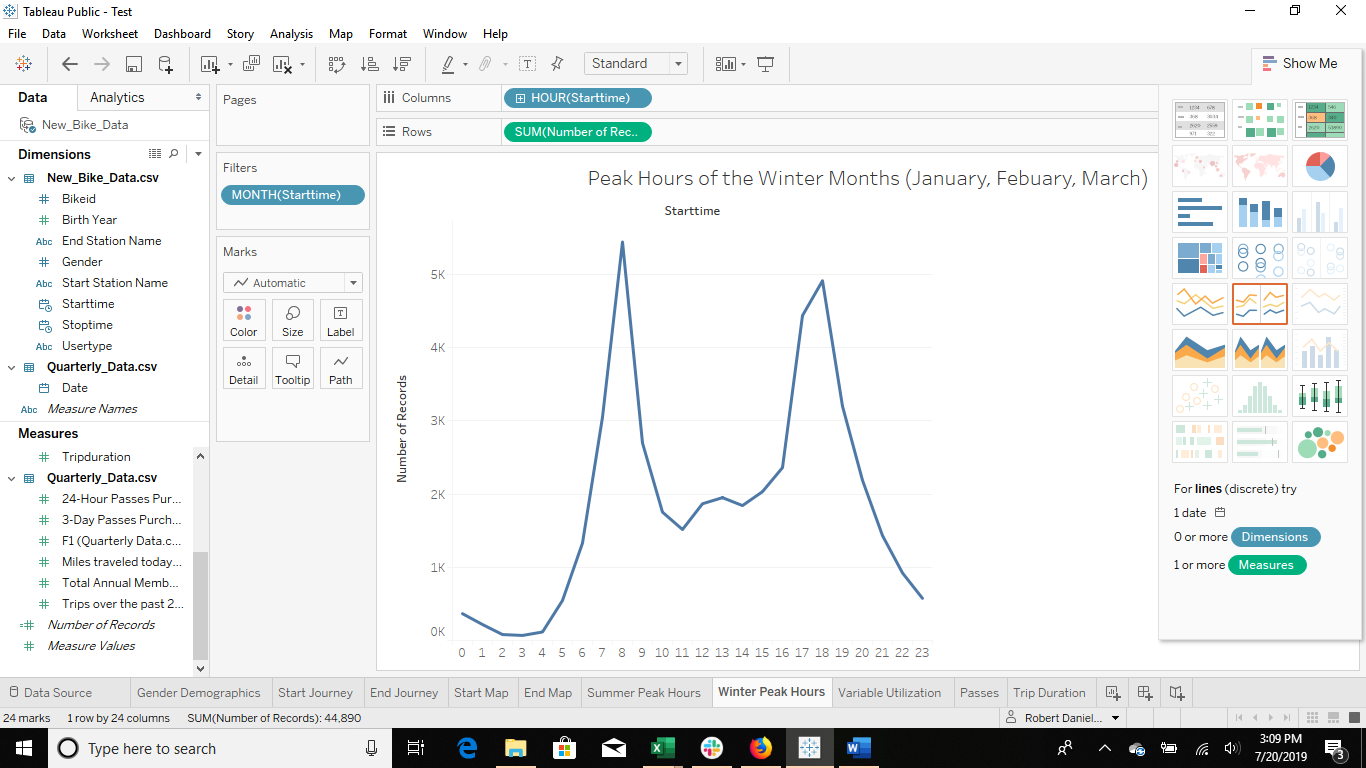 Tableau Public - Test
File Data Worksheet Dashboard Story Analysis Map Format Window Help
Standard
Show Me
Data Analytics
New_Bike_Data
Dimensions
New_Bike_Data.csv
Bikeid
Birth Year
Abc End Station Name
Gender
Abc Start Station Name
Starttime
Stoptime
Abc Usertype
Quarterly_Data.csv
Date
Abc Measure Names
Measures
Tripduration
Quarterly_Data.csv
24-Hour Passes Pur...
3-Day Passes Purch...
F1 (Quarterly Data.c...
Miles traveled today...
Total Annual Memb...
Trips over the past 2...
=# Number of Records
Measure Values
Pages
Filters
MONTH(Starttime)
Marks
Automatic
Color Size Label
Detail Tooltip Path
Columns HOUR(Starttime)
Rows SUM(Number of Rec..
Peak Hours of the Winter Months (January, Febuary, March)
Starttime
Number of Records
5K
4K
3K
2K
1K
0K
0 1 2 3 4 5 6 7 8 9 10 11 12 13 14 15 16 17 18 19 20 21 22 23
For lines (discrete) try
1 date
0 or more Dimensions
1 or more Measures
Data Source Gender Demographics Start Journey End Journey Start Map End Map Summer Peak Hours Winter Peak Hours Variable Utilization Passes Trip Duration
24 marks 1 row by 24 columns SUM(Number of Records): 44,890 Robert Daniel...
Type here to search
3:09 PM
7/20/2019
3